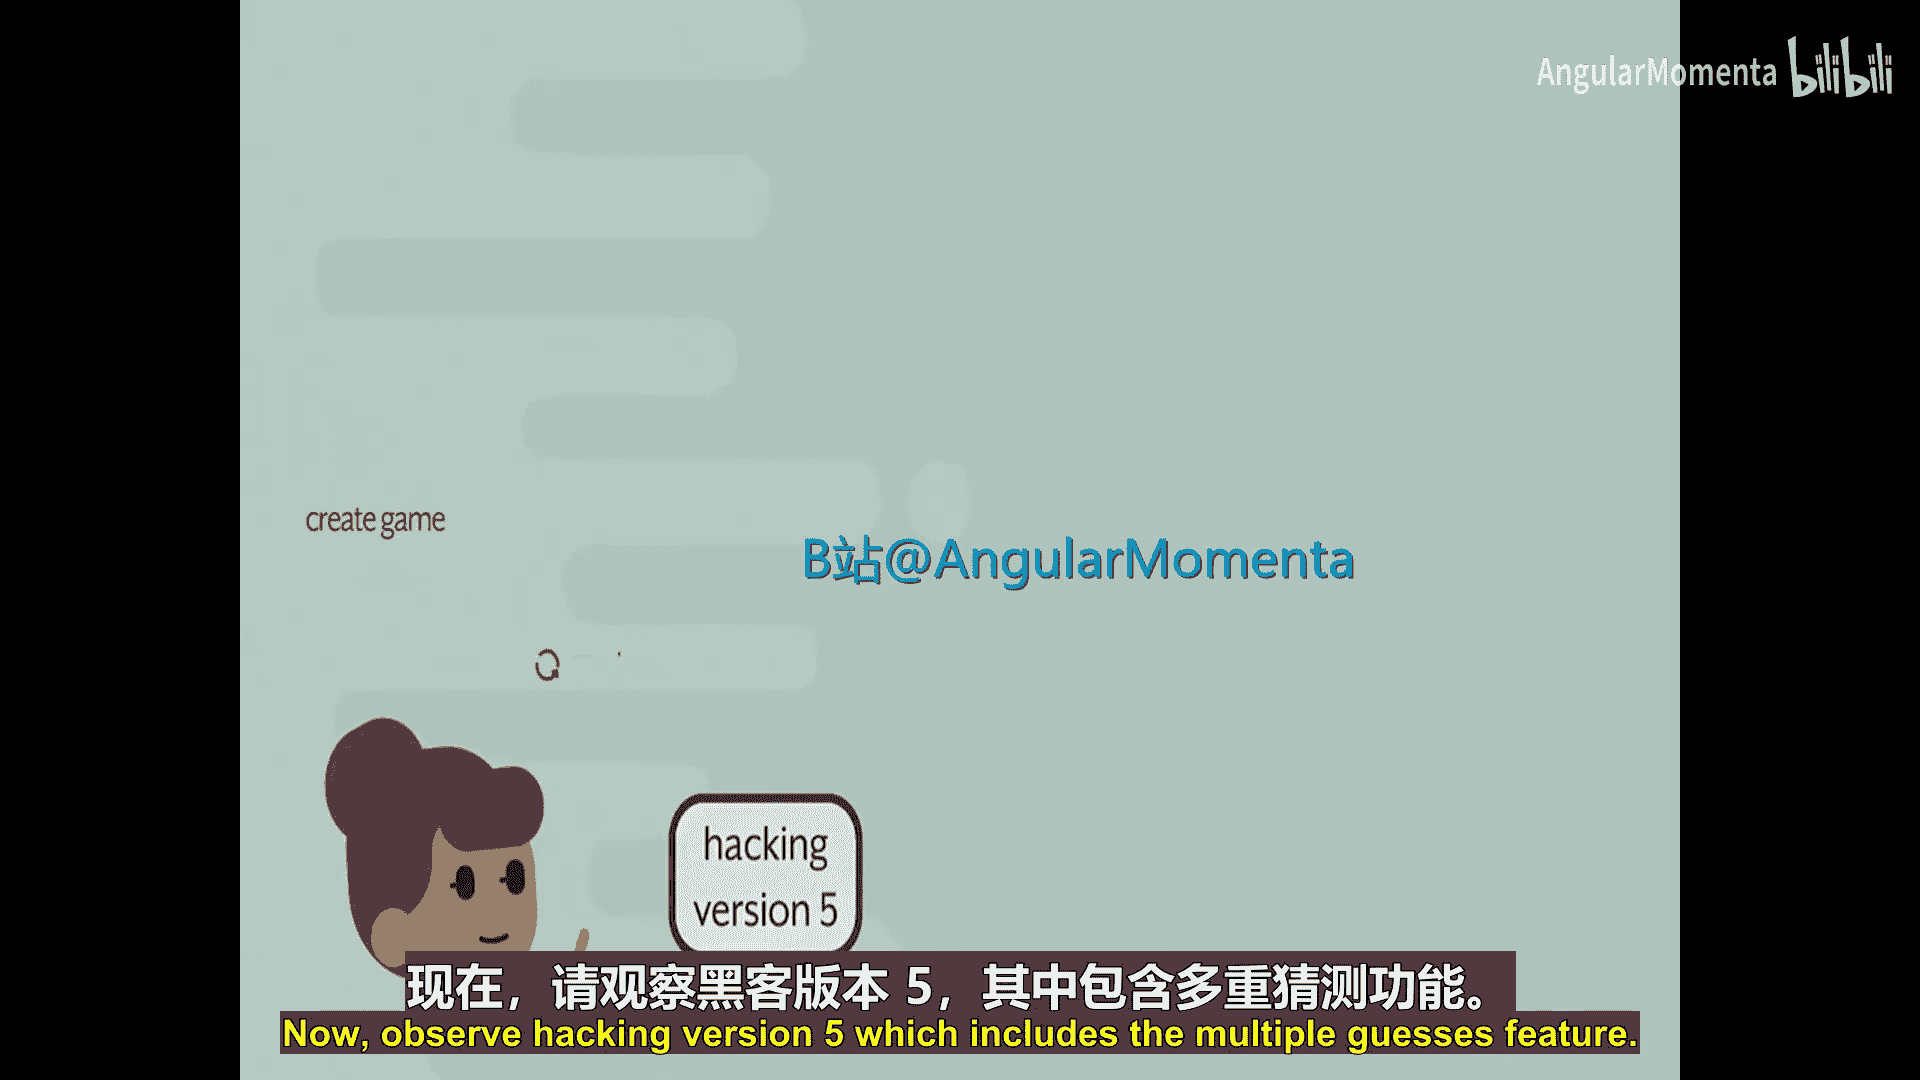 AngularMomenta bilibili
create game
B站@AngularMomenta
hacking
version 5
现在，请观察黑客版本 5，其中包含多重猜测功能。
Now, observe hacking version 5 which includes the multiple guesses feature.